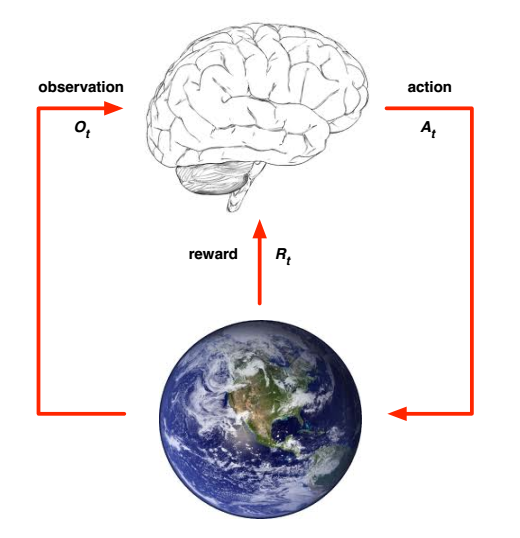 observation
action
O_t
A_t
reward
R_t